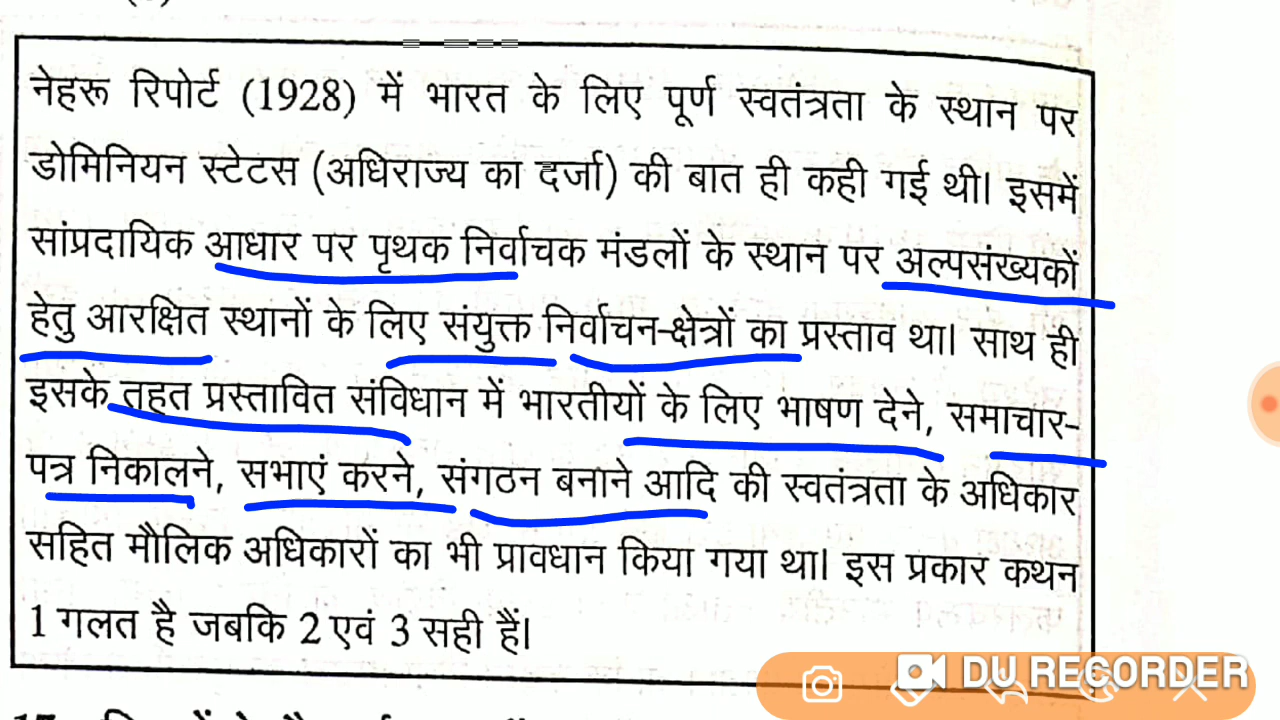 नेहरू रिपोर्ट (1928) में भारत के लिए पूर्ण स्वतंत्रता के स्थान पर
डोमिनियन स्टेटस (अधिराज्य का दर्जा) की बात ही कही गई थी। इसमें
सांप्रदायिक आधार पर पृथक निर्वाचक मंडलों के स्थान पर अल्पसंख्यकों
हेतु आरक्षित स्थानों के लिए संयुक्त निर्वाचन-क्षेत्रों का प्रस्ताव था। साथ ही
इसके तहत प्रस्तावित संविधान में भारतीयों के लिए भाषण देने, समाचार-
पत्र निकालने, सभाएं करने, संगठन बनाने आदि की स्वतंत्रता के अधिकार
सहित मौलिक अधिकारों का भी प्रावधान किया गया था। इस प्रकार कथन
1 गलत है जबकि 2 एवं 3 सही हैं।
DU RECORDER